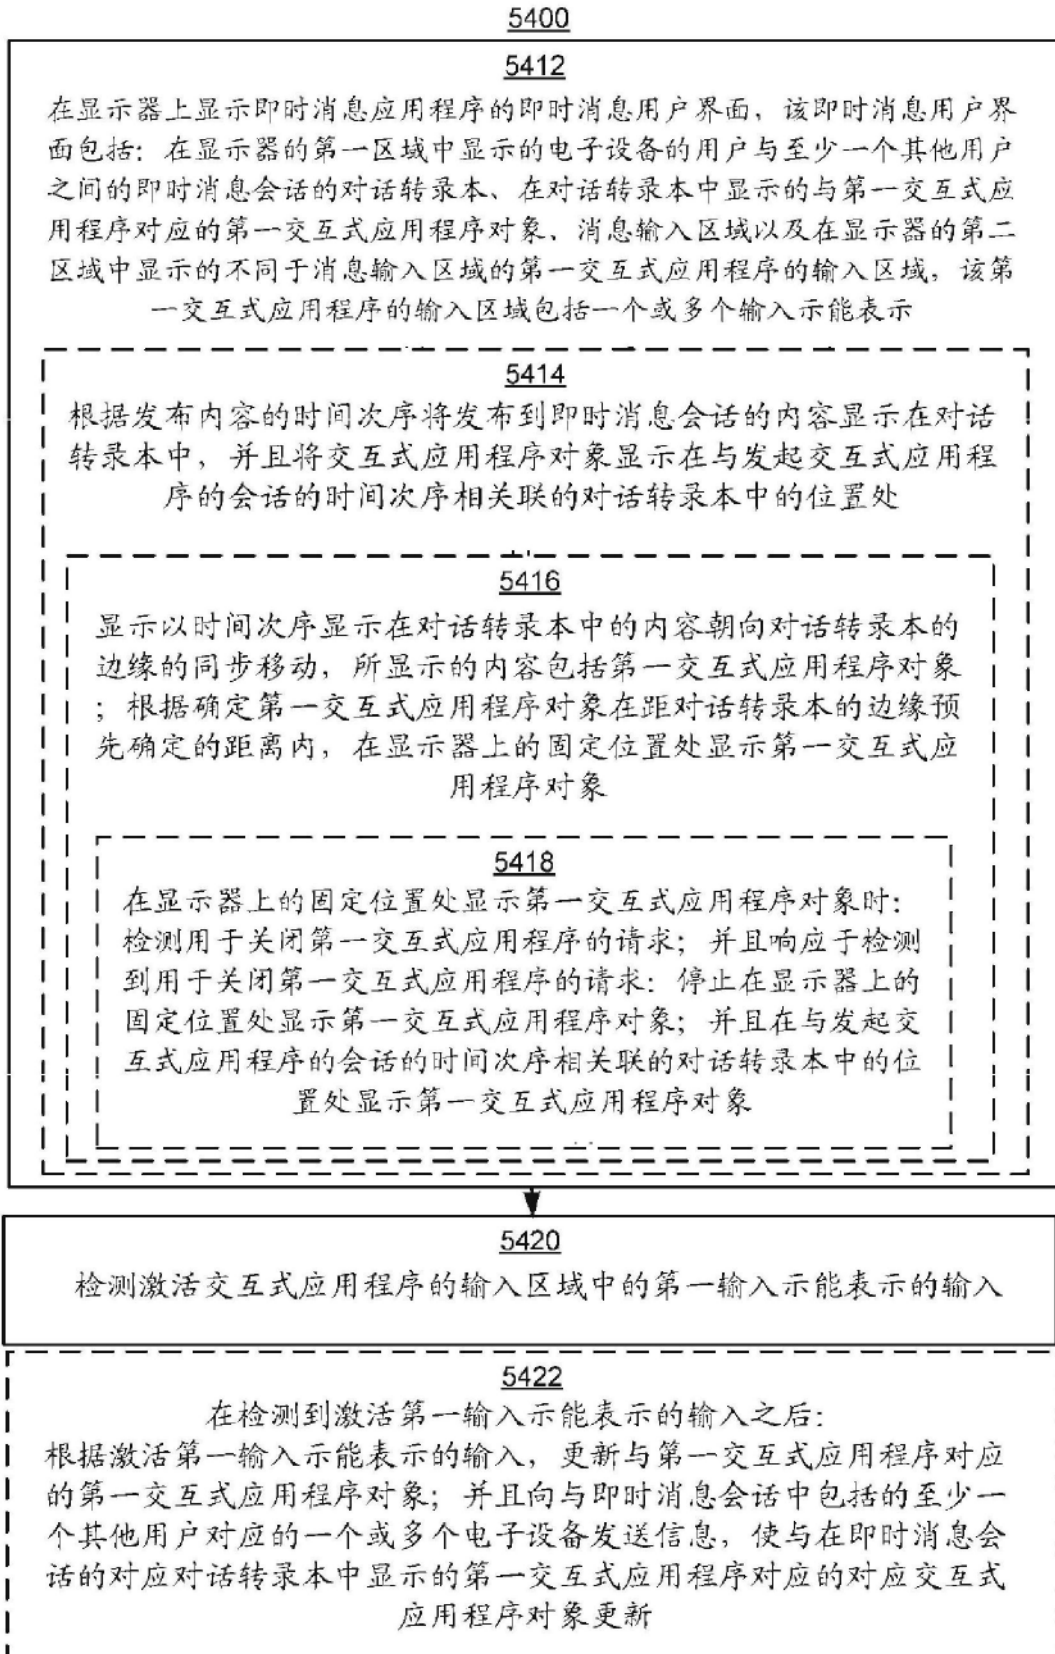 5400
5412
在显示器上显示即时消息应用程序的即时消息用户界面，该即时消息用户界
面包括：在显示器的第一区域中显示的电子设备的用户与至少一个其他用户
之间的即时消息会话的对话转录本、在对话转录本中显示的与第一交互式应
用程序对应的第一交互式应用程序对象、消息输入区域以及在显示器的第二
区域中显示的不同于消息输入区域的第一交互式应用程序的输入区域，该第
一交互式应用程序的输入区域包括一个或多个输入示能表示
5414
根据发布内容的时间次序将发布到即时消息会话的内容显示在对话
转录本中，并且将交互式应用程序对象显示在与发起交互式应用程
序的会话的时间次序相关联的对话转录本中的位置处
5416
显示以时间次序显示在对话转录本中的内容朝向对话转录本的
边缘的同步移动，所显示的内容包括第一交互式应用程序对象
；根据确定第一交互式应用程序对象在距对话转录本的边缘预
先确定的距离内，在显示器上的固定位置处显示第一交互式应
用程序对象
5418
在显示器上的固定位置处显示第一交互式应用程序对象时：
检测用于关闭第一交互式应用程序的请求；并且响应于检测
到用于关闭第一交互式应用程序的请求：停止在显示器上的
固定位置处显示第一交互式应用程序对象；并且在与发起交
互式应用程序的会话的时间次序相关联的对话转录本中的位
置处显示第一交互式应用程序对象
5420
检测激活交互式应用程序的输入区域中的第一输入示能表示的输入
5422
在检测到激活第一输入示能表示的输入之后：
根据激活第一输入示能表示的输入，更新与第一交互式应用程序对应
的第一交互式应用程序对象；并且向与即时消息会话中包括的至少一
个其他用户对应的一个或多个电子设备发送信息，使与在即时消息会
话的对应对话转录本中显示的第一交互式应用程序对应的对应交互式
应用程序对象更新